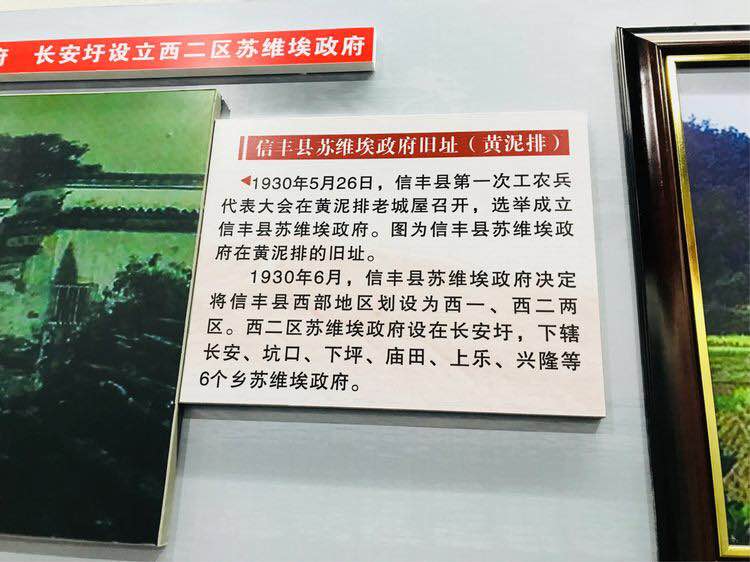 府 长安圩设立西二区苏维埃政府
信丰县苏维埃政府旧址（黄泥排）
◀1930年5月26日，信丰县第一次工农兵
代表大会在黄泥排老城屋召开，选举成立
信丰县苏维埃政府。图为信丰县苏维埃政
府在黄泥排的旧址。
1930年6月，信丰县苏维埃政府决定
将信丰县西部地区划设为西一、西二两
区。西二区苏维埃政府设在长安圩，下辖
长安、坑口、下坪、庙田、上乐、兴隆等
6个乡苏维埃政府。